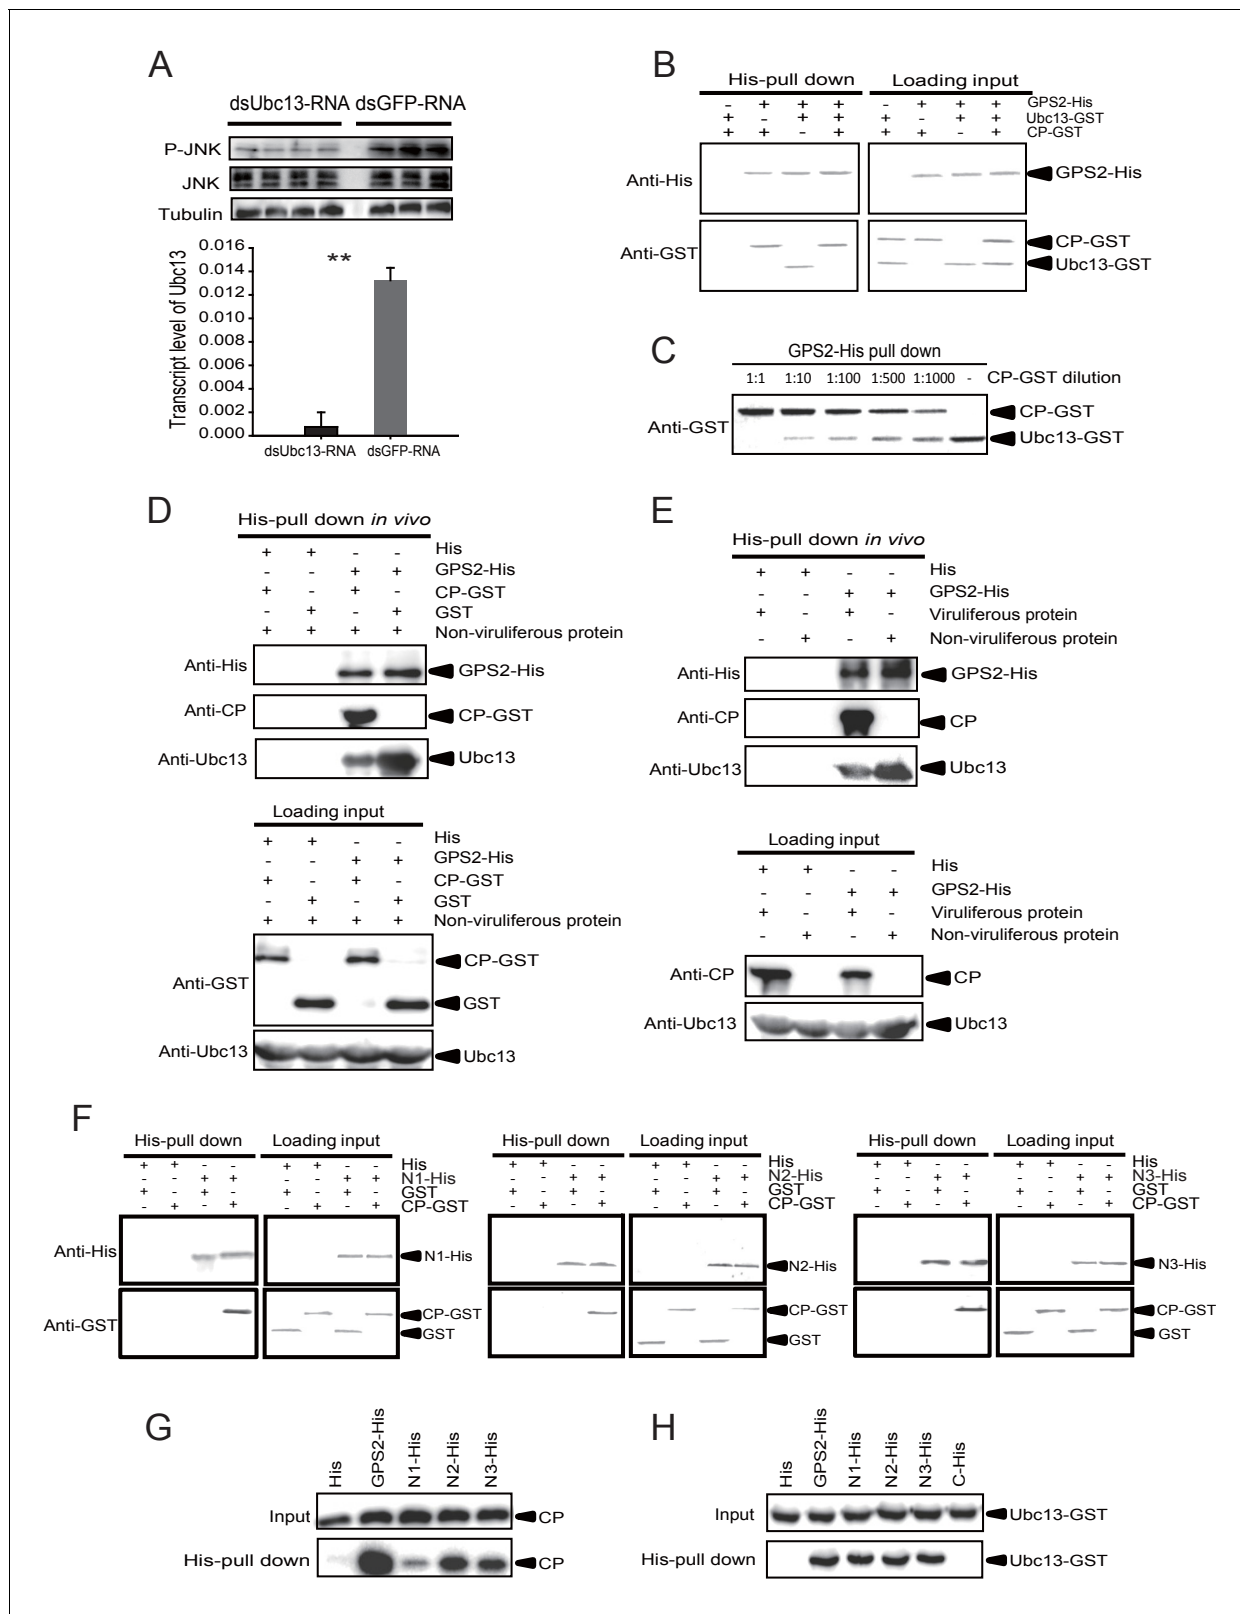 A
dsUbc13-RNA dsGFP-RNA
P-JNK
JNK
Tubulin
Transcript level of Ubc13
0.016
0.014
0.012
0.010
0.008
0.006
0.004
0.002
0.000
**
dsUbc13-RNA dsGFP-RNA
B
His-pull down Loading input
- + + + - + + + GPS2-His
+ - + + + - + + Ubc13-GST
+ + - + + + - + CP-GST
Anti-His GPS2-His
Anti-GST CP-GST
Ubc13-GST
C
GPS2-His pull down
1:1 1:10 1:100 1:500 1:1000 - CP-GST dilution
Anti-GST CP-GST
Ubc13-GST
D
His-pull down in vivo
+ + - - His
- - + + GPS2-His
+ - + - CP-GST
- + - + GST
+ + + + Non-viruliferous protein
Anti-His GPS2-His
Anti-CP CP-GST
Anti-Ubc13 Ubc13
Loading input
+ + - - His
- - + + GPS2-His
+ - + - CP-GST
- + - + GST
+ + + + Non-viruliferous protein
Anti-GST CP-GST
GST
Anti-Ubc13 Ubc13
E
His-pull down in vivo
+ + - - His
- - + + GPS2-His
+ - + - Viruliferous protein
- + - + Non-viruliferous protein
Anti-His GPS2-His
Anti-CP CP
Anti-Ubc13 Ubc13
Loading input
+ + - - His
- - + + GPS2-His
+ - + - Viruliferous protein
- + - + Non-viruliferous protein
Anti-CP CP
Anti-Ubc13 Ubc13
F
His-pull down Loading input
+ + - - + + - - His
- - + + - - + + N1-His
+ - + - + - + - GST
- + - + - + - + CP-GST
Anti-His N1-His
Anti-GST CP-GST
GST
His-pull down Loading input
+ + - - + + - - His
- - + + - - + + N2-His
+ - + - + - + - GST
- + - + - + - + CP-GST
N2-His
CP-GST
GST
His-pull down Loading input
+ + - - + + - - His
- - + + - - + + N3-His
+ - + - + - + - GST
- + - + - + - + CP-GST
N3-His
CP-GST
GST
G
His GPS2-His N1-His N2-His N3-His
Input CP
His-pull down CP
H
His GPS2-His N1-His N2-His N3-His C-His
Input Ubc13-GST
His-pull down Ubc13-GST